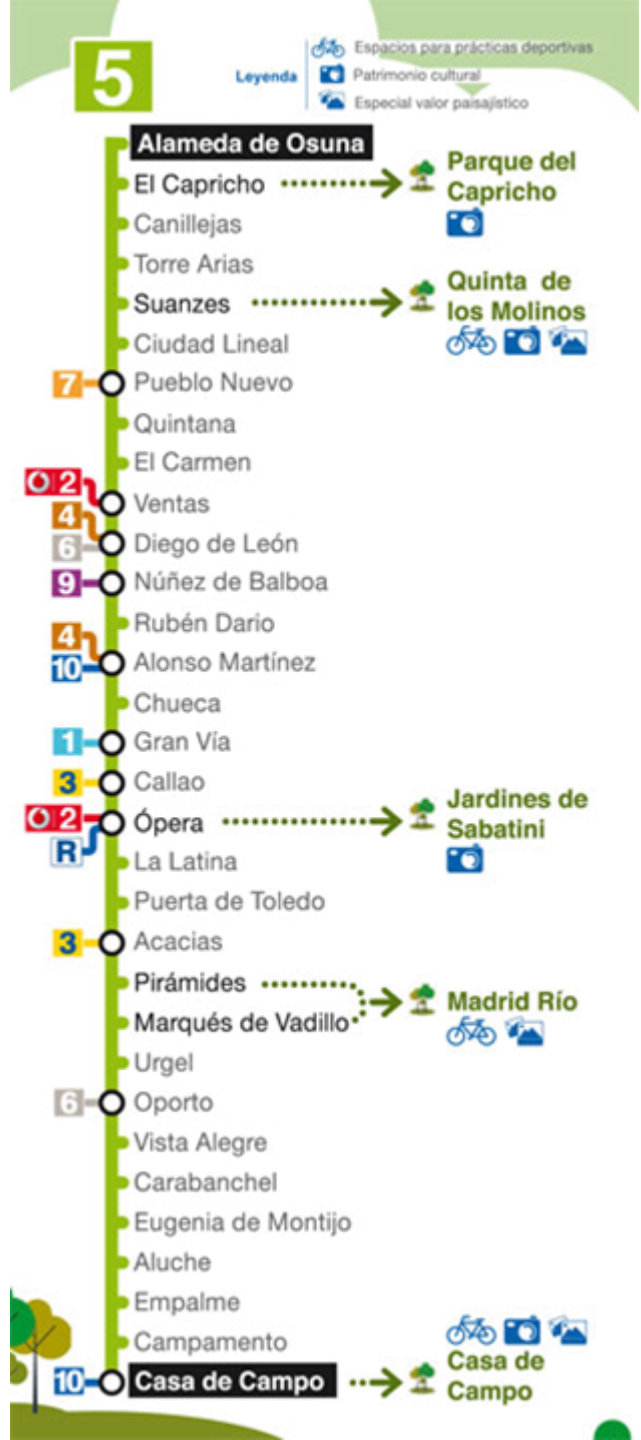 5
Leyenda
Espacios para prácticas deportivas
Patrimonio cultural
Especial valor paisajístico
Alameda de Osuna
El Capricho
Parque del
Capricho
Canillejas
Torre Arias
Suanzes
Quinta de
los Molinos
Ciudad Lineal
7 Pueblo Nuevo
Quintana
El Carmen
2 Ventas
4
6 Diego de León
9 Núñez de Balboa
Rubén Dario
4
10 Alonso Martínez
Chueca
1 Gran Vía
3 Callao
2 Ópera
R
Jardines de
Sabatini
La Latina
Puerta de Toledo
3 Acacias
Pirámides
Marqués de Vadillo
Madrid Río
Urgel
6 Oporto
Vista Alegre
Carabanchel
Eugenia de Montijo
Aluche
Empalme
Campamento
10 Casa de Campo
Casa de
Campo